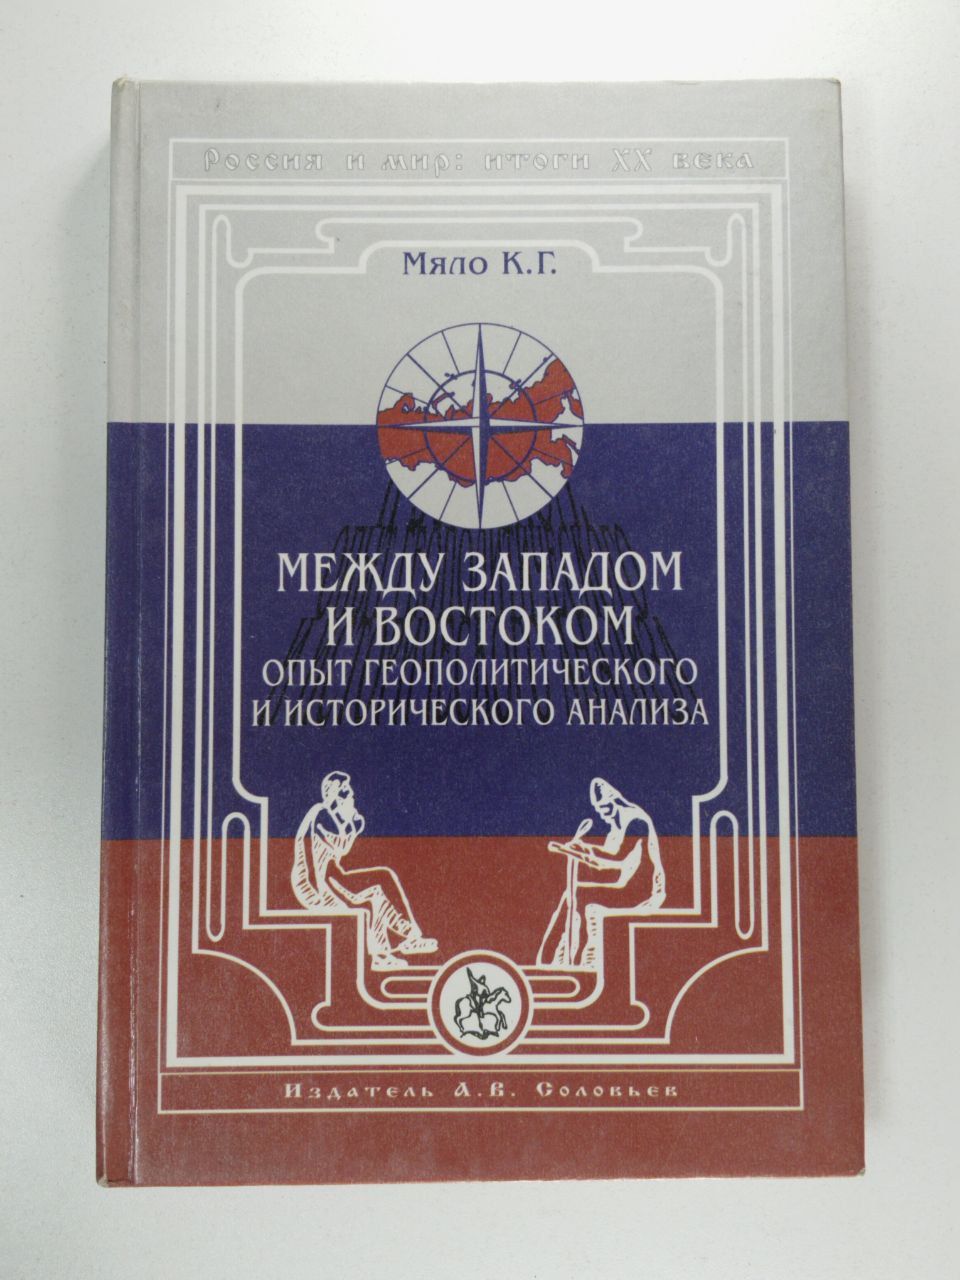 Россия и мир: итоги XX века
Мяло К.Г.
МЕЖДУ ЗАПАДОМ
И ВОСТОКОМ
ОПЫТ ГЕОПОЛИТИЧЕСКОГО
И ИСТОРИЧЕСКОГО АНАЛИЗА
Издатель А.В. Соловьев